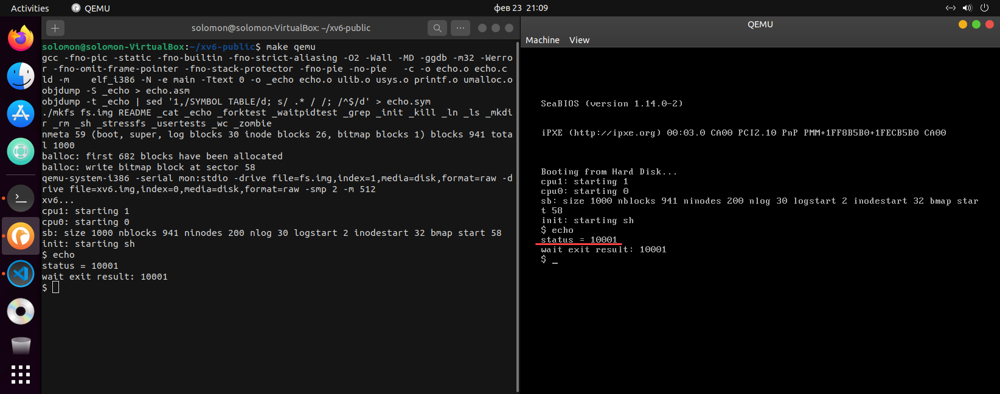 Activities
QEMU
фев 23 21:09
solomon@solomon-VirtualBox: ~/xv6-public
solomon@solomon-VirtualBox:~/xv6-public$ make qemu
gcc -fno-pic -static -fno-builtin -fno-strict-aliasing -O2 -Wall -MD -ggdb -m32 -Werro
r -fno-omit-frame-pointer -fno-stack-protector -fno-pie -no-pie   -c -o echo.o echo.c
ld -m    elf_i386 -N -e main -Ttext 0 -o _echo echo.o ulib.o usys.o printf.o umalloc.o
objdump -S _echo > echo.asm
objdump -t _echo | sed '1,/SYMBOL TABLE/d; s/ .* / /; /^$/d' > echo.sym
./mkfs fs.img README _cat _echo _forktest _waitpidtest _grep _init _kill _ln _ls _mkdi
r _rm _sh _stressfs _usertests _wc _zombie
nmeta 59 (boot, super, log blocks 30 inode blocks 26, bitmap blocks 1) blocks 941 tota
l 1000
balloc: first 682 blocks have been allocated
balloc: write bitmap block at sector 58
qemu-system-i386 -serial mon:stdio -drive file=fs.img,index=1,media=disk,format=raw -d
rive file=xv6.img,index=0,media=disk,format=raw -smp 2 -m 512
xv6...
cpu1: starting 1
cpu0: starting 0
sb: size 1000 nblocks 941 ninodes 200 nlog 30 logstart 2 inodestart 32 bmap start 58
init: starting sh
$ echo
status = 10001
wait exit result: 10001
$
QEMU
Machine View
SeaBIOS (version 1.14.0-2)
iPXE (http://ipxe.org) 00:03.0 CA00 PCI2.10 PnP PMM+1FF8B5B0+1FECB5B0 CA00
Booting from Hard Disk...
cpu1: starting 1
cpu0: starting 0
sb: size 1000 nblocks 941 ninodes 200 nlog 30 logstart 2 inodestart 32 bmap star
t 58
init: starting sh
$ echo
status = 10001
wait exit result: 10001
$ _